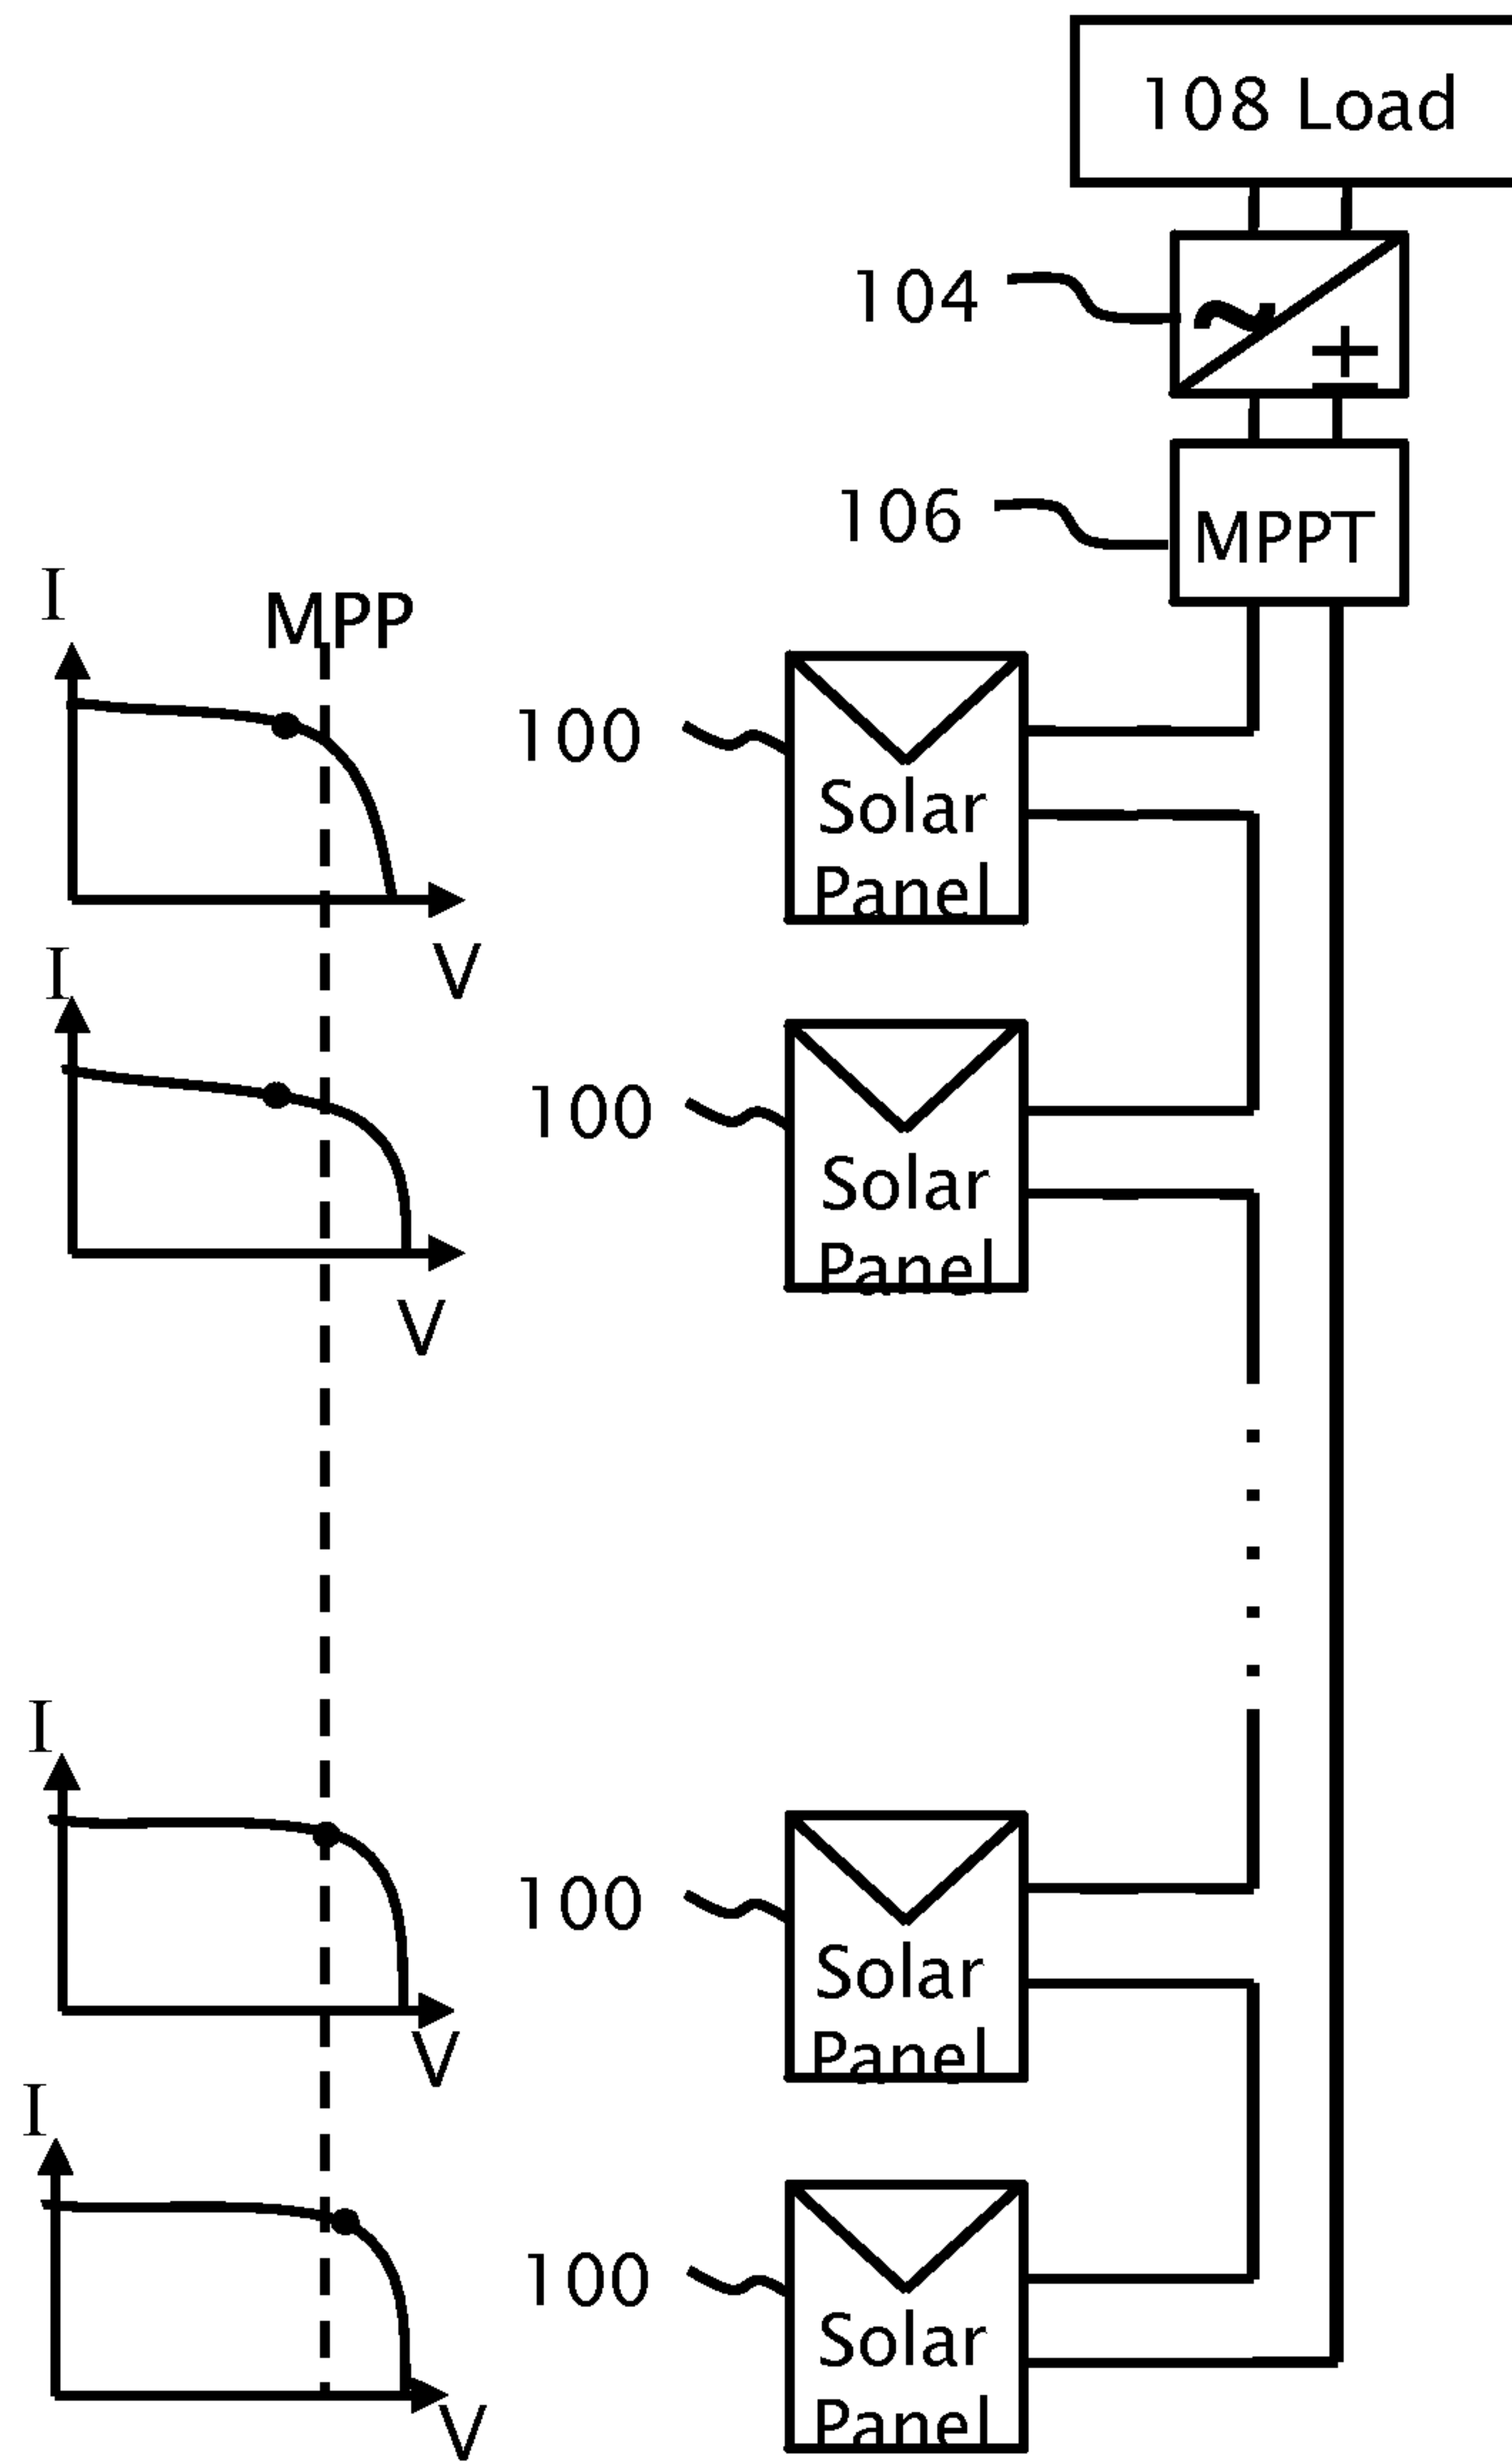 108 Load
104
~
+
106
MPPT
I
MPP
100
Solar
Panel
V
I
100
Solar
Panel
V
I
100
Solar
Panel
V
I
100
Solar
Panel
V